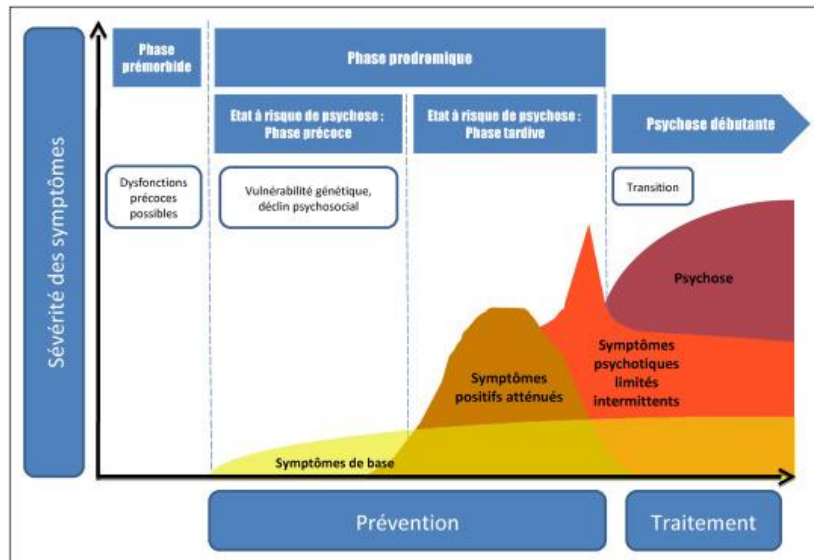 Phase
prémorbide
Phase prodromique
Etat à risque de psychose :
Phase précoce
Etat à risque de psychose :
Phase tardive
Psychose débutante
Dysfonctions
précoces
possibles
Vulnérabilité génétique,
déclin psychosocial
Transition
Sévérité des symptômes
Psychose
Symptômes
positifs atténués
Symptômes
psychotiques
limités
intermittents
Symptômes de base
Prévention
Traitement